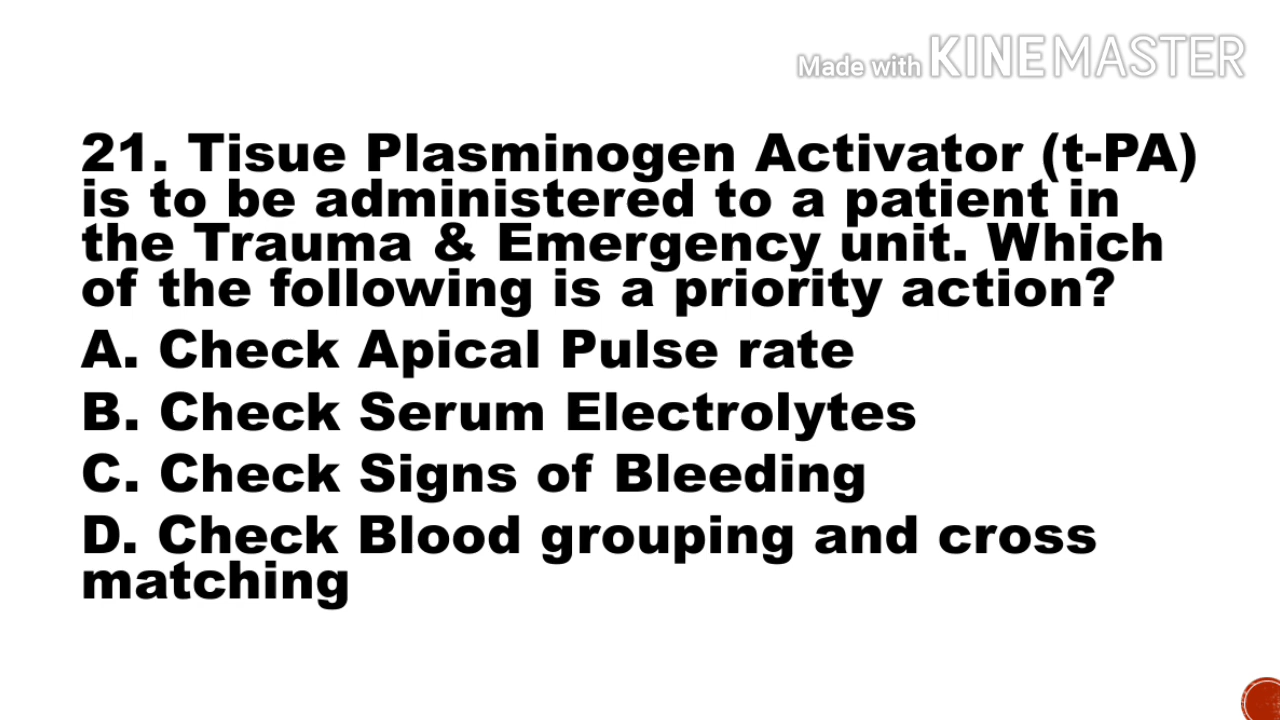 Made with KINEMASTER
21. Tisue Plasminogen Activator (t-PA)
is to be administered to a patient in
the Trauma & Emergency unit. Which
of the following is a priority action?
A. Check Apical Pulse rate
B. Check Serum Electrolytes
C. Check Signs of Bleeding
D. Check Blood grouping and cross
matching